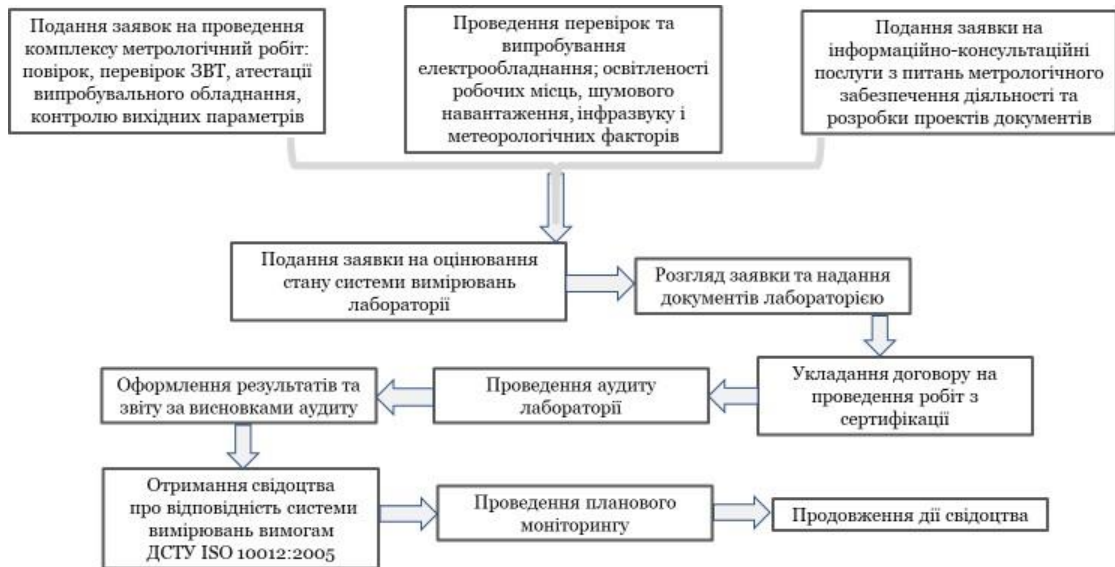 Подання заявок на проведення
комплексу метрологічний робіт:
повірок, перевірок ЗВТ, атестації
випробувального обладнання,
контролю вихідних параметрів
Проведення перевірок та
випробування
електрообладнання; освітленості
робочих місць, шумового
навантаження, інфразвуку і
метеорологічних факторів
Подання заявки на
інформаційно-консультаційні
послуги з питань метрологічного
забезпечення діяльності та
розробки проектів документів
Подання заявки на оцінювання
стану системи вимірювань
лабораторії
Розгляд заявки та надання
документів лабораторією
Укладання договору на
проведення робіт з
сертифікації
Проведення аудиту
лабораторії
Оформлення результатів та
звіту за висновками аудиту
Отримання свідоцтва
про відповідність системи
вимірювань вимогам
ДСТУ ISO 10012:2005
Проведення планового
моніторингу
Продовження дії свідоцтва